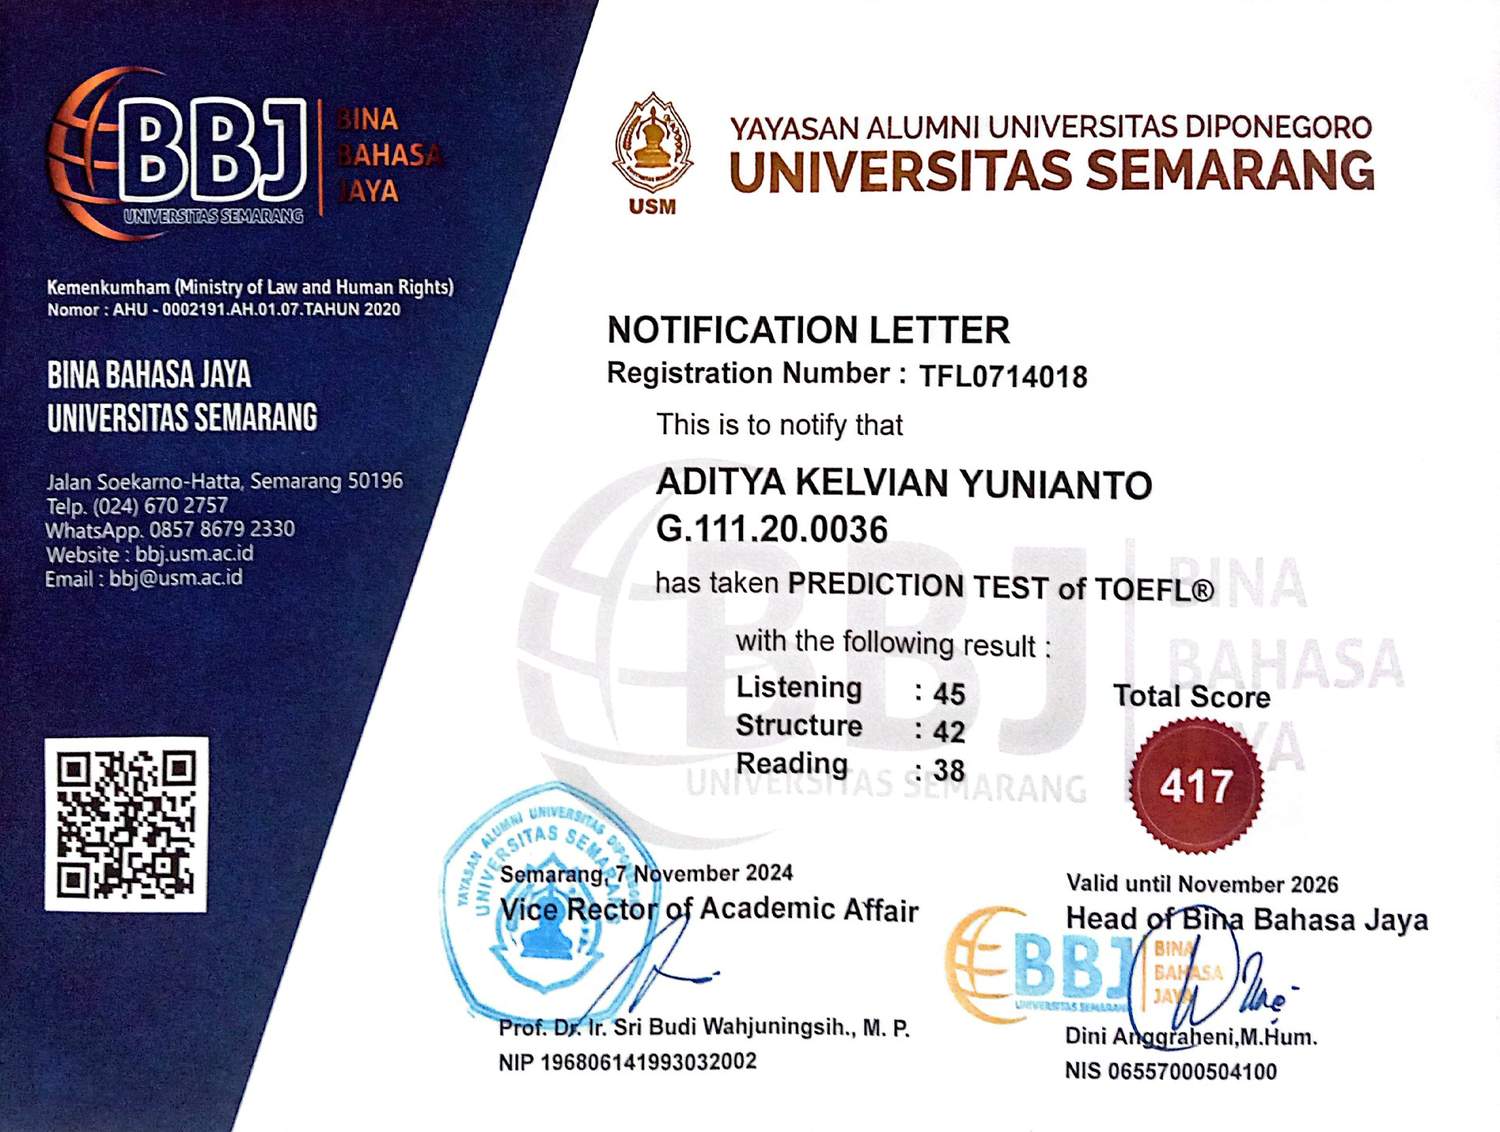 BBJ
UNIVERSITAS SEMARANG
BINA
BAHASA
JAYA
Kemenkumham (Ministry of Law and Human Rights)
Nomor : AHU - 0002191.AH.01.07.TAHUN 2020
BINA BAHASA JAYA
UNIVERSITAS SEMARANG
Jalan Soekarno-Hatta, Semarang 50196
Telp. (024) 670 2757
WhatsApp. 0857 8679 2330
Website : bbj.usm.ac.id
Email : bbj@usm.ac.id
USM
YAYASAN ALUMNI UNIVERSITAS DIPONEGORO
UNIVERSITAS SEMARANG
NOTIFICATION LETTER
Registration Number : TFL0714018
This is to notify that
ADITYA KELVIAN YUNIANTO
G.111.20.0036
has taken PREDICTION TEST of TOEFL®
with the following result :
Listening : 45
Structure : 42
Reading : 38
Total Score
417
BBJ
UNIVERSITAS SEMARANG
BINA
BAHASA
JAYA
YAYASAN ALUMNI UNIVERSITAS DIPONEGORO
UNIVERSITAS SEMARANG
Semarang, 7 November 2024
Vice Rector of Academic Affair
Prof. Dr. Ir. Sri Budi Wahjuningsih., M. P.
NIP 196806141993032002
Valid until November 2026
Head of Bina Bahasa Jaya
BBJ
UNIVERSITAS SEMARANG
BINA
BAHASA
JAYA
Dini Anggraheni,M.Hum.
NIS 06557000504100